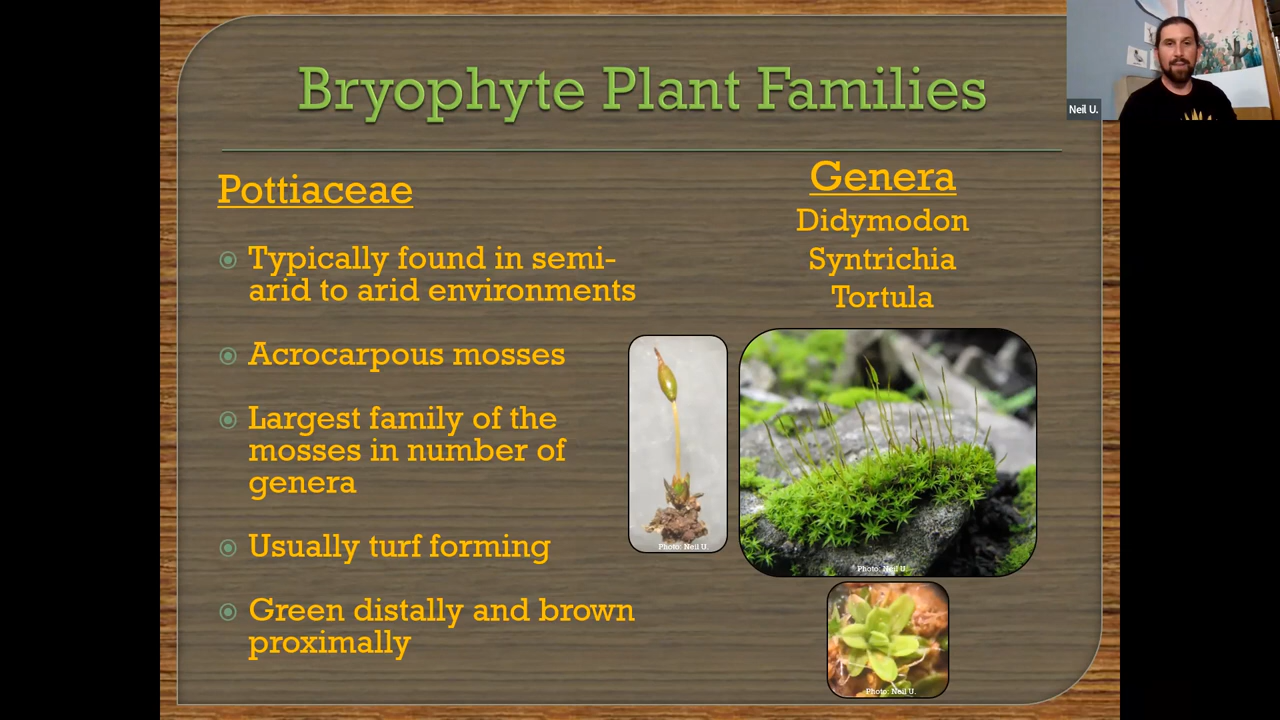 Bryophyte Plant Families
Neil U.
Pottiaceae
Typically found in semi-
arid to arid environments
Acrocarpous mosses
Largest family of the
mosses in number of
genera
Usually turf forming
Green distally and brown
proximally
Genera
Didymodon
Syntrichia
Tortula
Photo: Neil U.
Photo: Neil U.
Photo: Neil U.